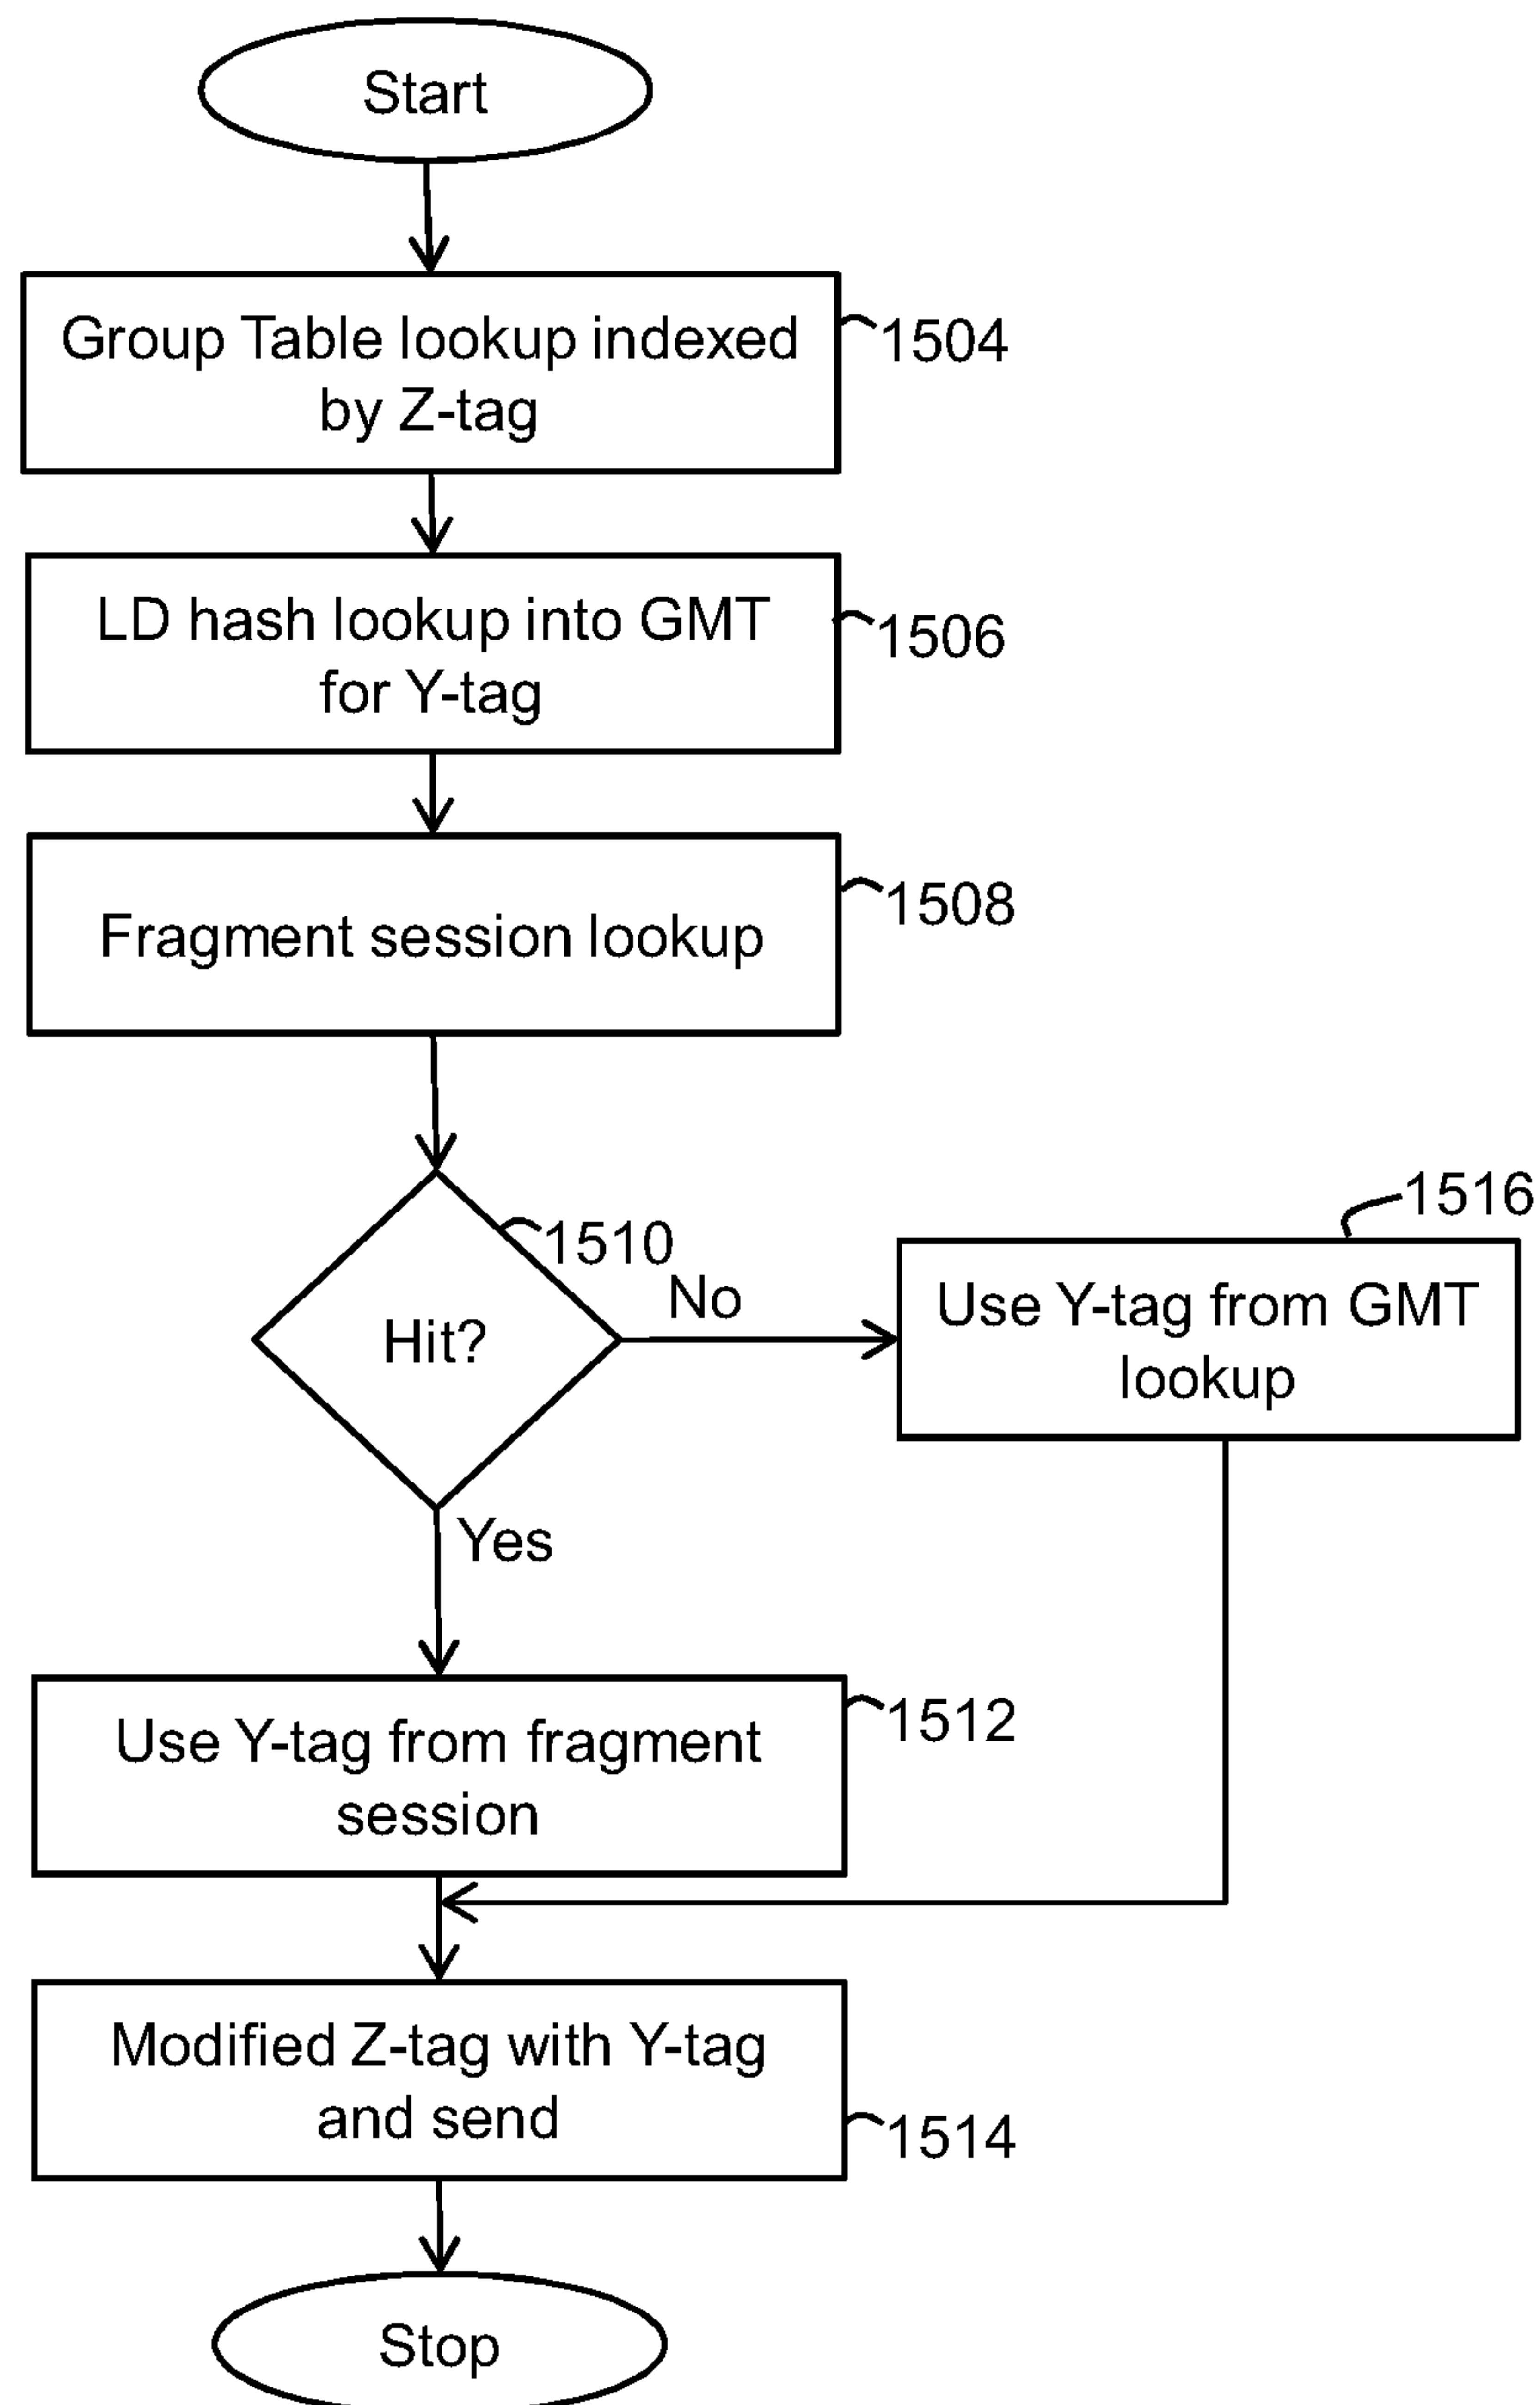 Start
Group Table lookup indexed
by Z-tag
1504
LD hash lookup into GMT
for Y-tag
1506
Fragment session lookup
1508
1510
Hit?
No
1516
Use Y-tag from GMT
lookup
Yes
Use Y-tag from fragment
session
1512
Modified Z-tag with Y-tag
and send
1514
Stop